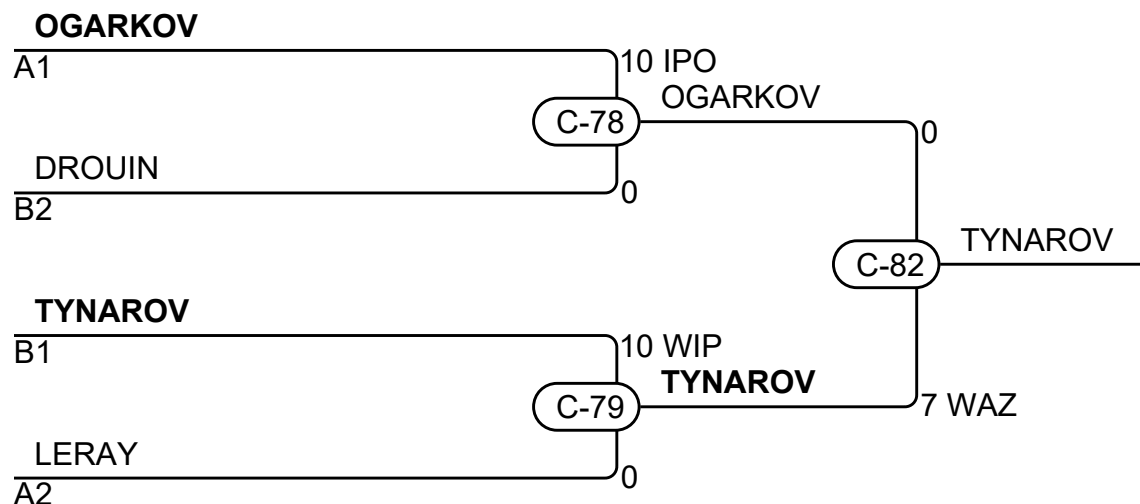 OGARKOV
A1
10 IPO
OGARKOV
C-78
0
DROUIN
B2
0
TYNAROV
C-82
TYNAROV
B1
10 WIP
TYNAROV
C-79
7 WAZ
LERAY
A2
0